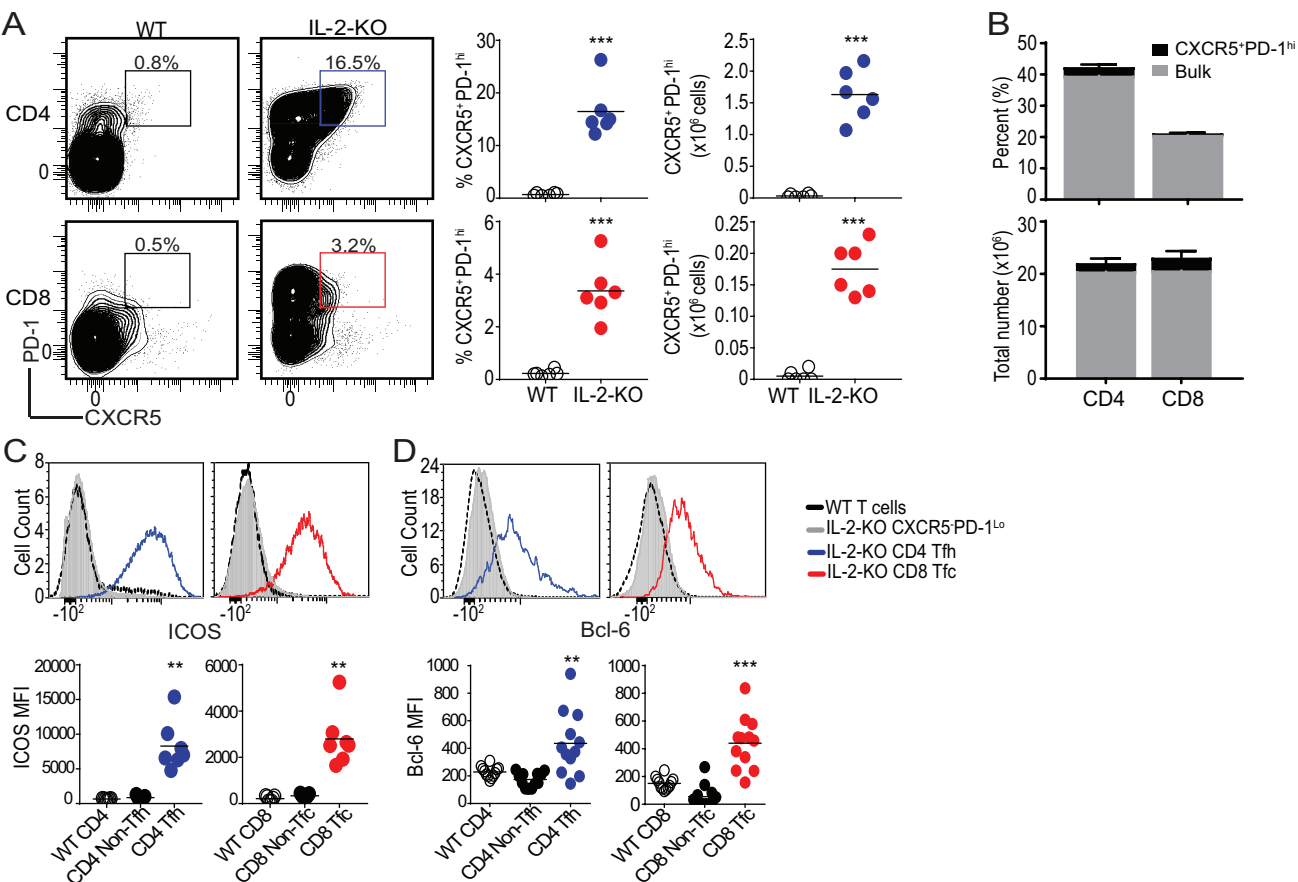 A
WT
IL-2-KO
B
0.8%
16.5%
CD4
0
% CXCR5+ PD-1hi
30
20
10
0
***
CXCR5+ PD-1hi
(x10⁶ cells)
2.5
2.0
1.5
1.0
0.5
0
***
Percent (%)
50
40
30
20
10
0
CXCR5+PD-1hi
Bulk
0.5%
3.2%
CD8
PD-1
0
0
0
CXCR5
% CXCR5+ PD-1hi
6
4
2
0
***
WT IL-2-KO
CXCR5+ PD-1hi
(x10⁶ cells)
0.25
0.20
0.15
0.10
0.05
0
***
WT IL-2-KO
Total number (x10⁶)
30
20
10
0
CD4 CD8
C
Cell Count
8
6
4
2
0
-10²
-10²
ICOS
D
Cell Count
24
18
12
6
0
-10²
-10²
Bcl-6
WT T cells
IL-2-KO CXCR5-PD-1Lo
IL-2-KO CD4 Tfh
IL-2-KO CD8 Tfc
ICOS MFI
20000
15000
10000
5000
0
**
WT CD4
CD4 Non-Tfh
CD4 Tfh
6000
4000
2000
0
**
WT CD8
CD8 Non-Tfc
CD8 Tfc
Bcl-6 MFI
1000
800
600
400
200
0
**
WT CD4
CD4 Non-Tfh
CD4 Tfh
1000
800
600
400
200
0
***
WT CD8
CD8 Non-Tfc
CD8 Tfc